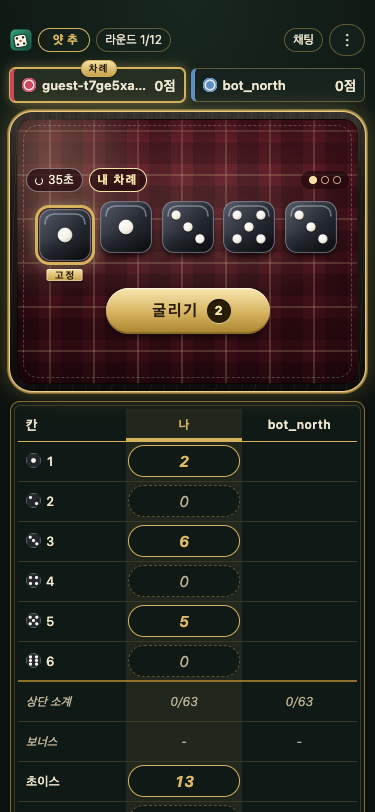 얏 추 라운드 1/12 채팅
차례
guest-t7ge5xa... 0점 bot_north 0점
35초 내 차례
고정
굴리기 2
칸 나 bot_north
1 2
2 0
3 6
4 0
5 5
6 0
상단 소계 0/63 0/63
보너스 - -
초이스 13